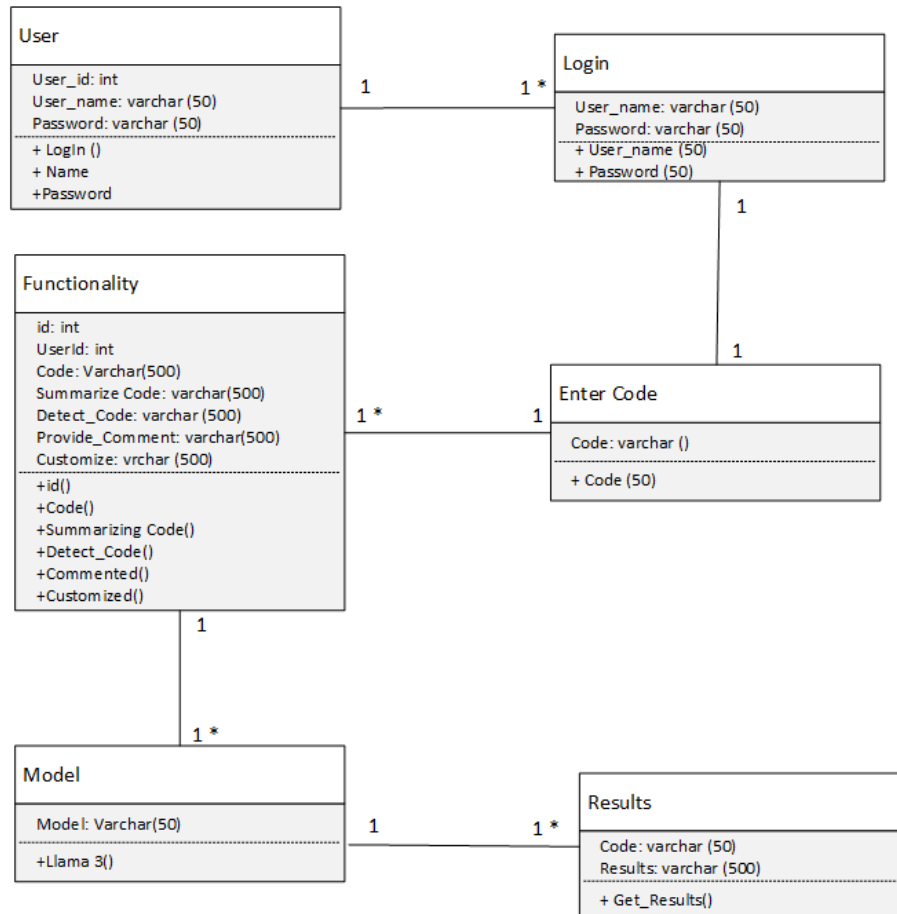 User
User_id: int
User_name: varchar (50)
Password: varchar (50)
+ LogIn ()
+ Name
+Password
1
1 *
Login
User_name: varchar (50)
Password: varchar (50)
+ User_name (50)
+ Password (50)
1
1
Functionality
id: int
UserId: int
Code: Varchar(500)
Summarize Code: varchar(500)
Detect_Code: varchar (500)
Provide_Comment: varchar(500)
Customize: vrchar (500)
+id()
+Code()
+Summarizing Code()
+Detect_Code()
+Commented()
+Customized()
1 *
1
Enter Code
Code: varchar ()
+ Code (50)
1
1 *
Model
Model: Varchar(50)
+Llama 3()
1
1 *
Results
Code: varchar (50)
Results: varchar (500)
+ Get_Results()